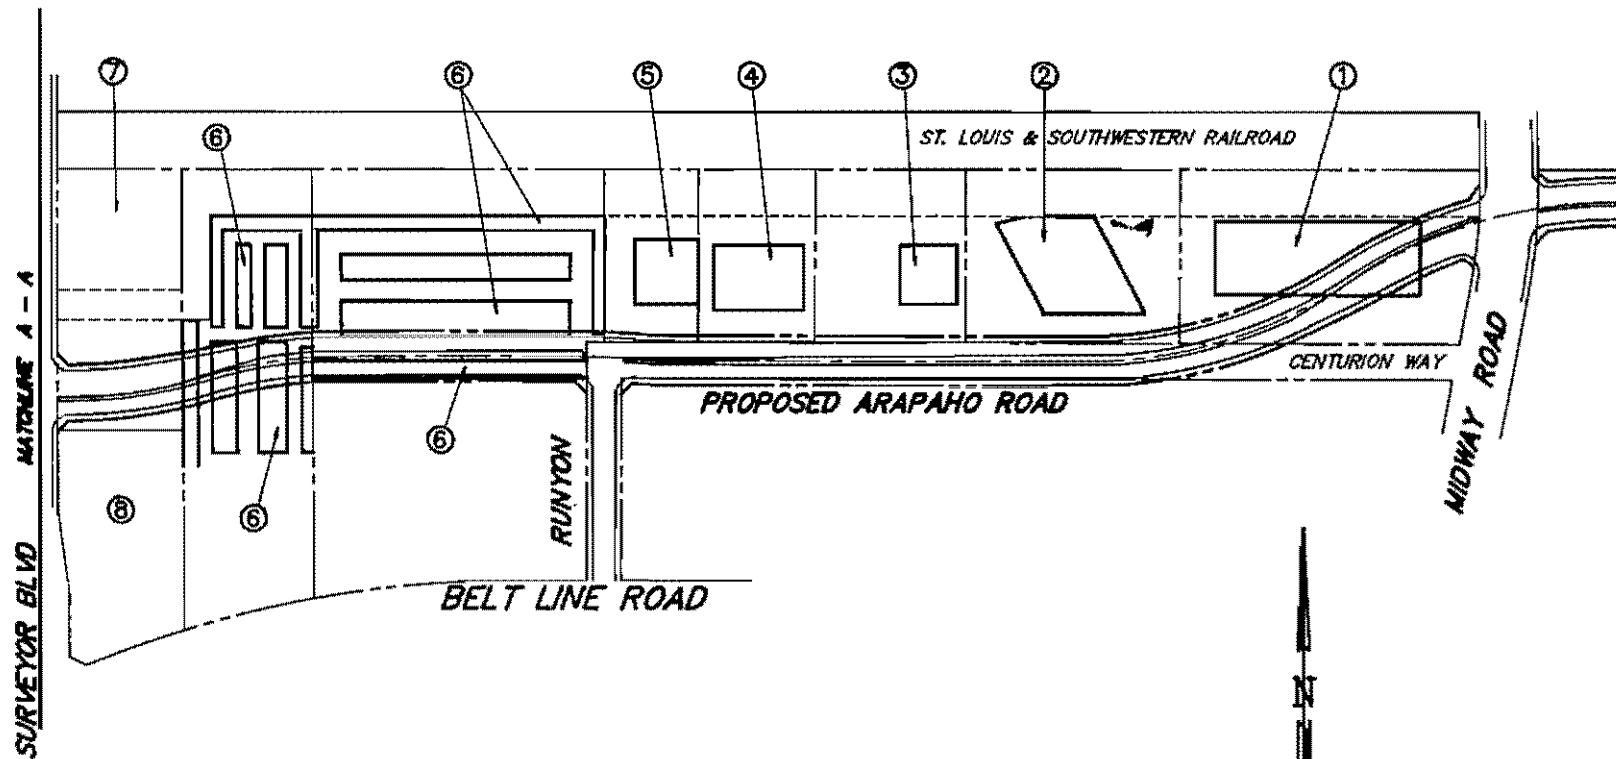 7
6
5
4
3
2
1
6
ST. LOUIS & SOUTHWESTERN RAILROAD
MATCHLINE A - A
CENTURION WAY
PROPOSED ARAPAHO ROAD
6
RUNYON
MIDWAY ROAD
8
6
BELT LINE ROAD
SURVEYOR BLVD
N